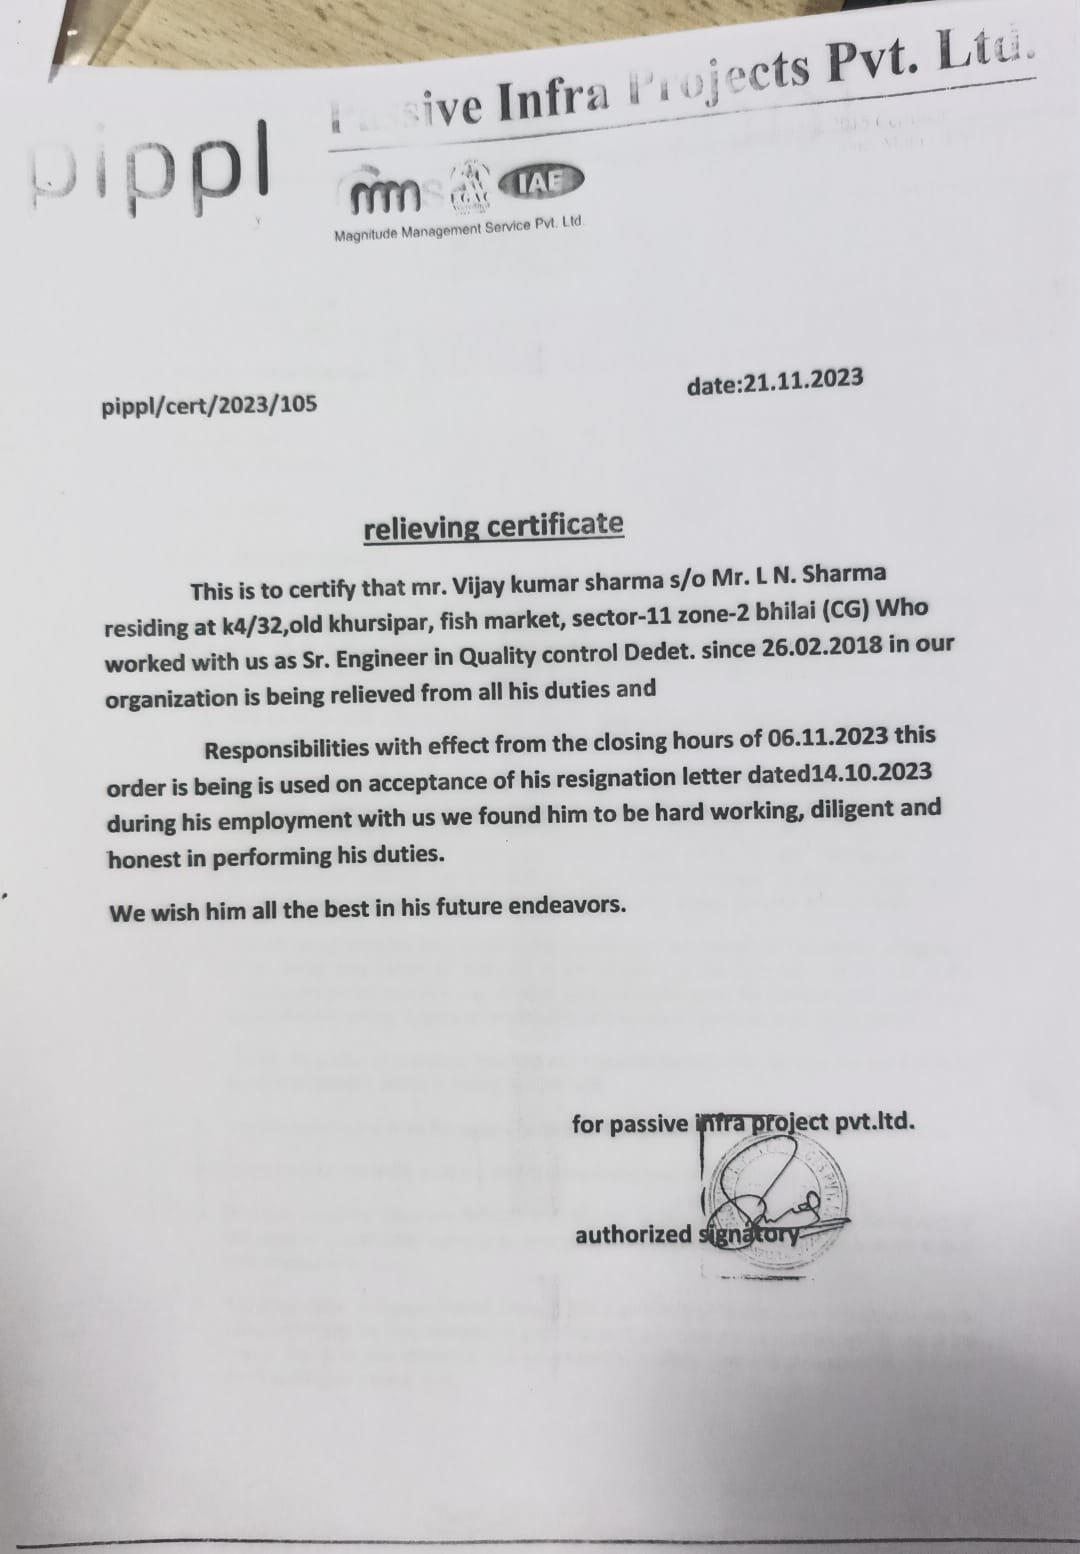 pippl
Passive Infra Projects Pvt. Ltd.
IAF
Magnitude Management Service Pvt. Ltd.
pippl/cert/2023/105
date:21.11.2023
relieving certificate
This is to certify that mr. Vijay kumar sharma s/o Mr. L N. Sharma
residing at k4/32,old khursipar, fish market, sector-11 zone-2 bhilai (CG) Who
worked with us as Sr. Engineer in Quality control Dedet. since 26.02.2018 in our
organization is being relieved from all his duties and
Responsibilities with effect from the closing hours of 06.11.2023 this
order is being is used on acceptance of his resignation letter dated14.10.2023
during his employment with us we found him to be hard working, diligent and
honest in performing his duties.
We wish him all the best in his future endeavors.
for passive infra project pvt.ltd.
authorized signatory